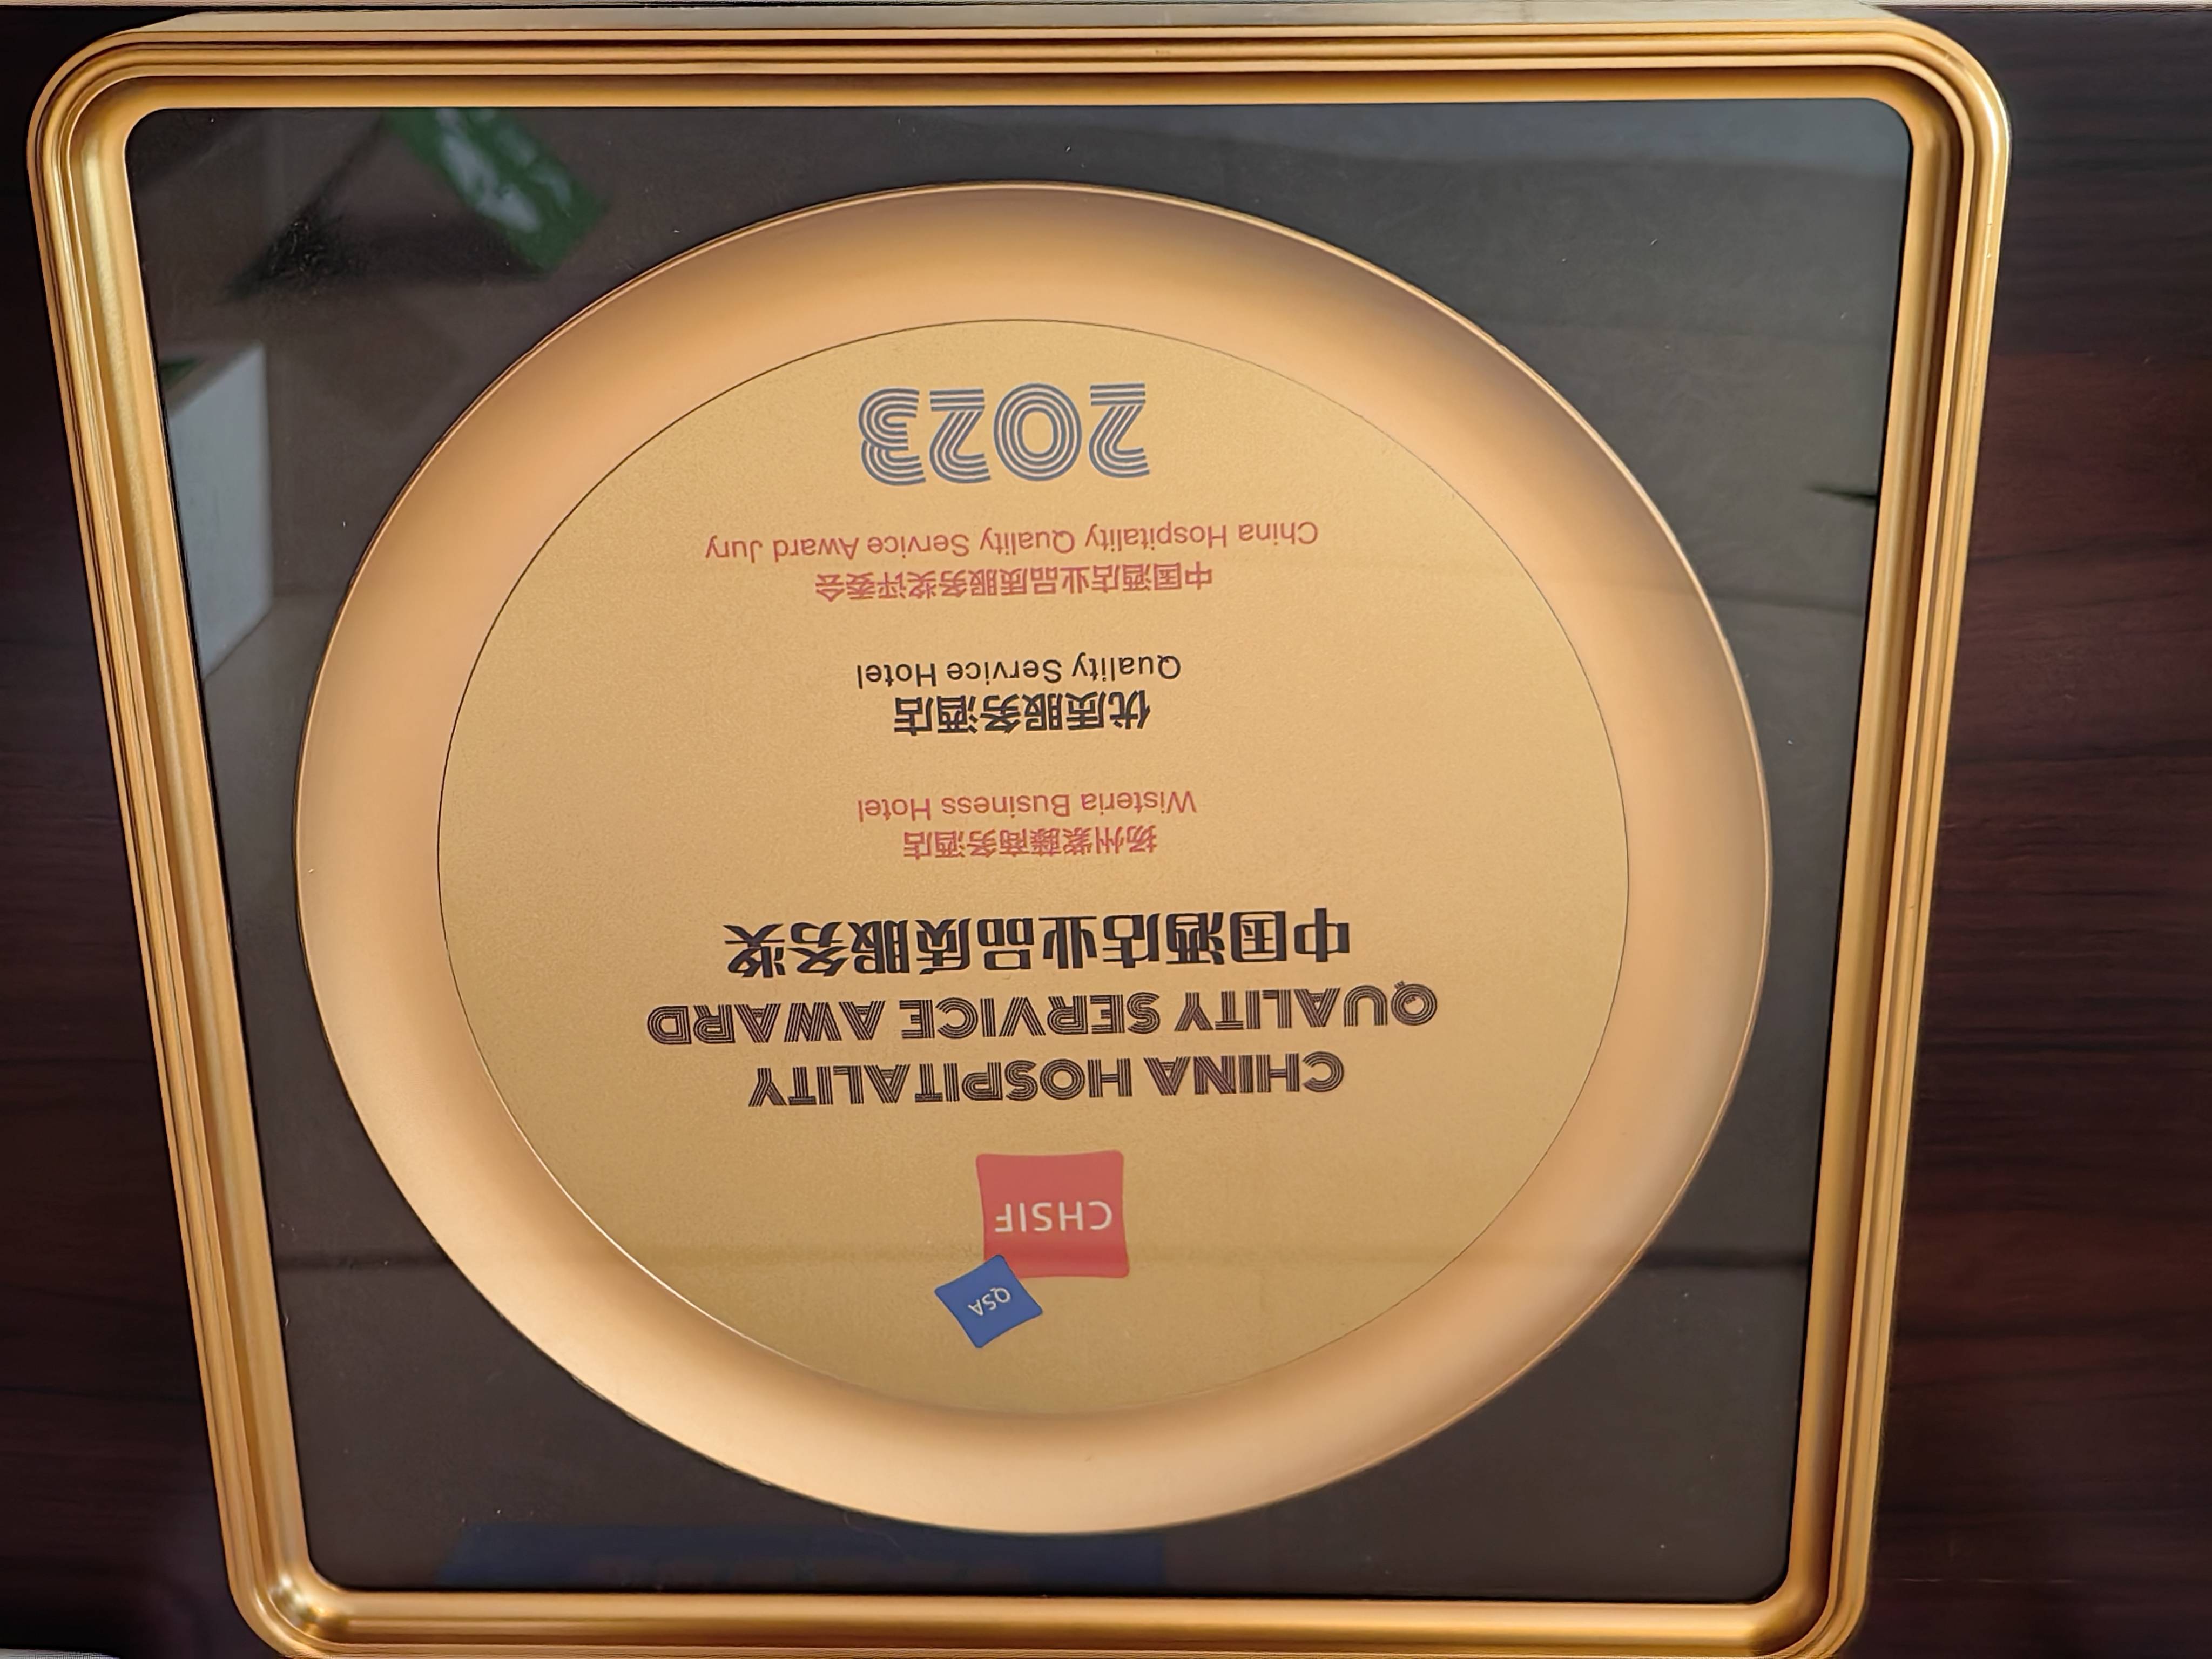 QSA
CHSIF
CHINA HOSPITALITY
QUALITY SERVICE AWARD
中国酒店业品质服务奖
扬州紫藤商务酒店
Wisteria Business Hotel
优质服务酒店
Quality Service Hotel
中国酒店业品质服务奖评委会
China Hospitality Quality Service Award Jury
2023